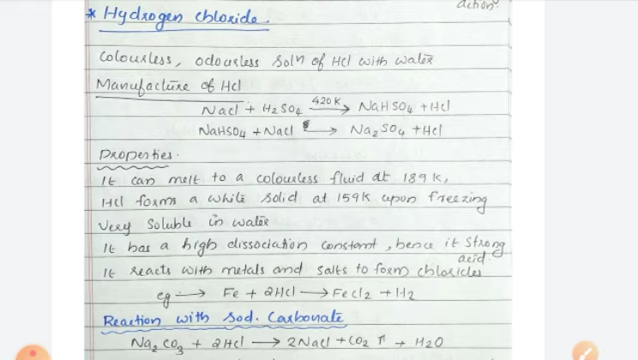 action
* Hydrogen chloride.
Colourless, odourless soln of Hcl with water
Manufacture of Hcl
Nacl + H2SO4 420K → NaHSO4 + Hcl
NaHSO4 + Nacl → Na2SO4 + Hcl
Properties.
It can melt to a colourless fluid at 189K,
Hcl forms a white solid at 159K upon freezing
Very soluble in water
It has a high dissociation constant, hence it strong
acid.
It reacts with metals and salts to form chlorides
eg → Fe + 2Hcl → Fecl2 + H2
Reaction with Sod. Carbonate
Na2CO3 + 2Hcl → 2Nacl + CO2 ↑ + H2O